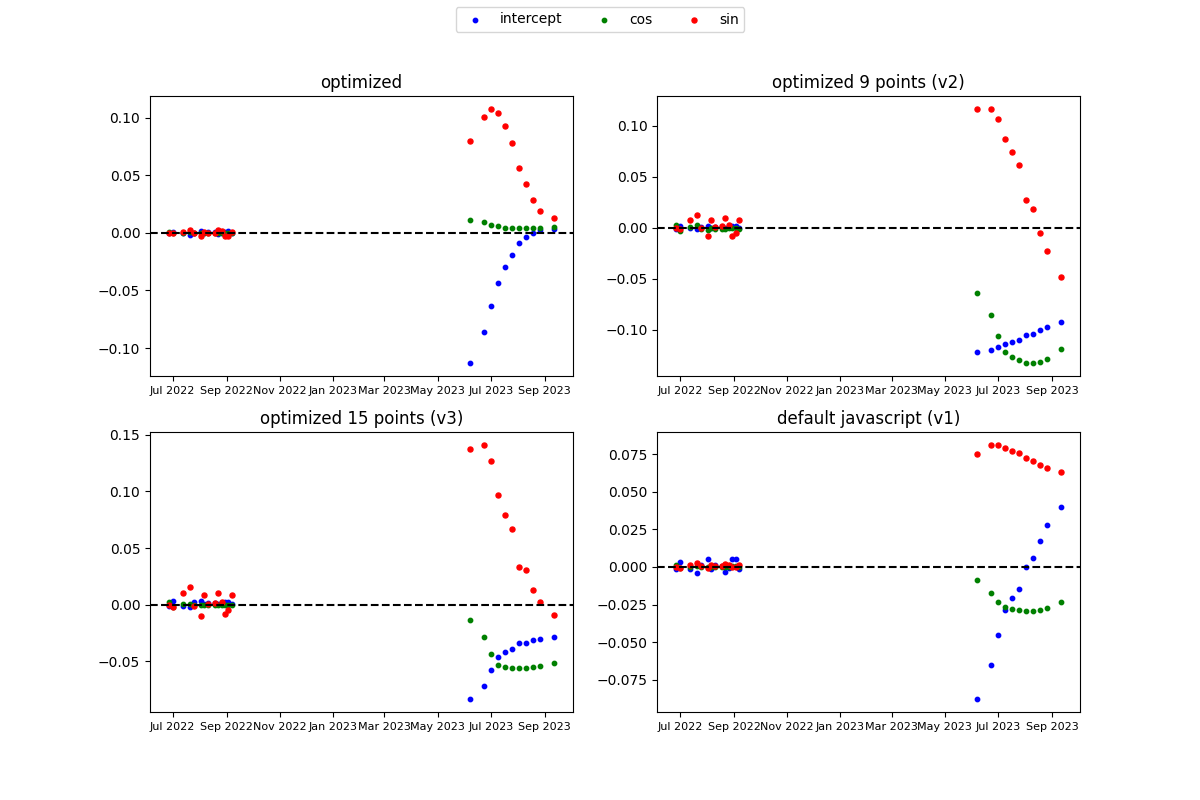 intercept cos sin
optimized
0.10
0.05
0.00
−0.05
−0.10
Jul 2022 Sep 2022 Nov 2022 Jan 2023 Mar 2023 May 2023 Jul 2023 Sep 2023
optimized 9 points (v2)
0.10
0.05
0.00
−0.05
−0.10
Jul 2022 Sep 2022 Nov 2022 Jan 2023 Mar 2023 May 2023 Jul 2023 Sep 2023
optimized 15 points (v3)
0.15
0.10
0.05
0.00
−0.05
Jul 2022 Sep 2022 Nov 2022 Jan 2023 Mar 2023 May 2023 Jul 2023 Sep 2023
default javascript (v1)
0.075
0.050
0.025
0.000
−0.025
−0.050
−0.075
Jul 2022 Sep 2022 Nov 2022 Jan 2023 Mar 2023 May 2023 Jul 2023 Sep 2023